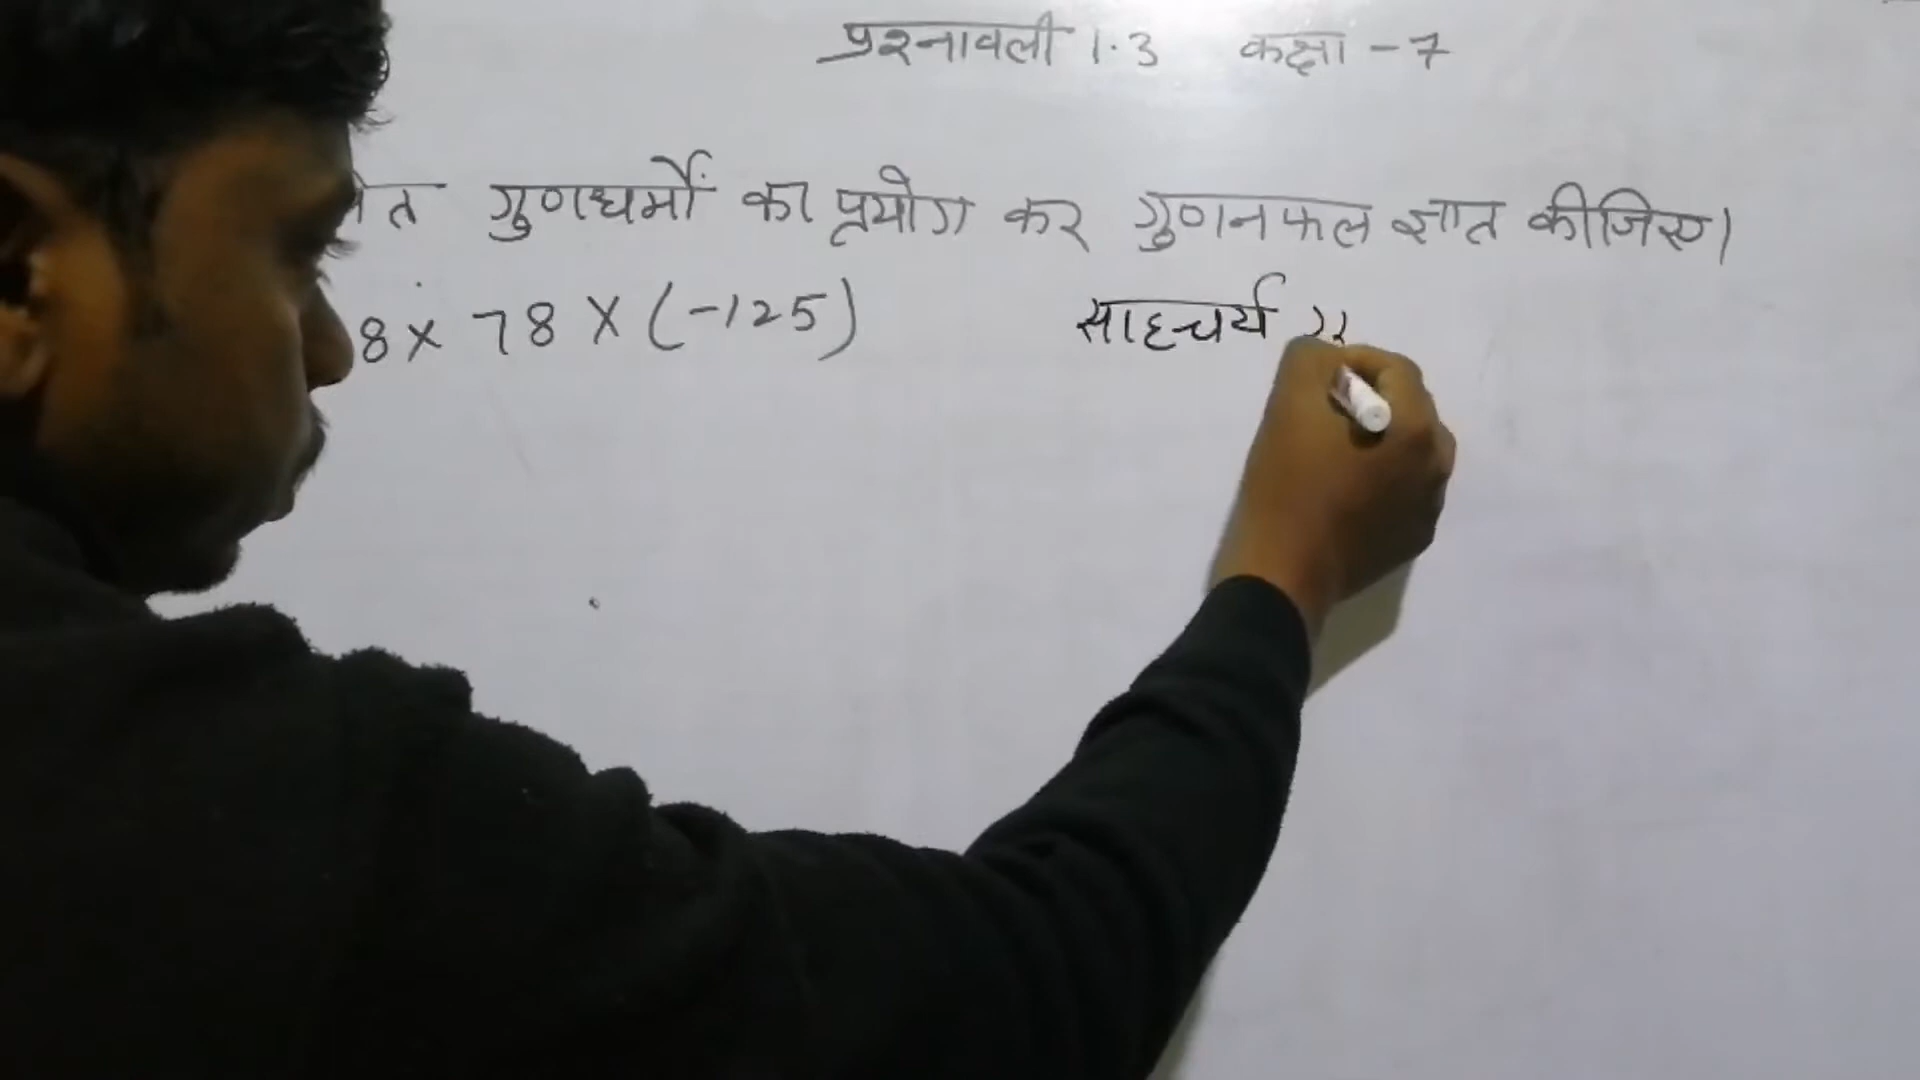 प्रश्नावली 1.3 कक्षा - 7
गुणधर्मों का प्रयोग कर गुणनफल ज्ञात कीजिए।
8 × 78 × (-125) साहचर्य